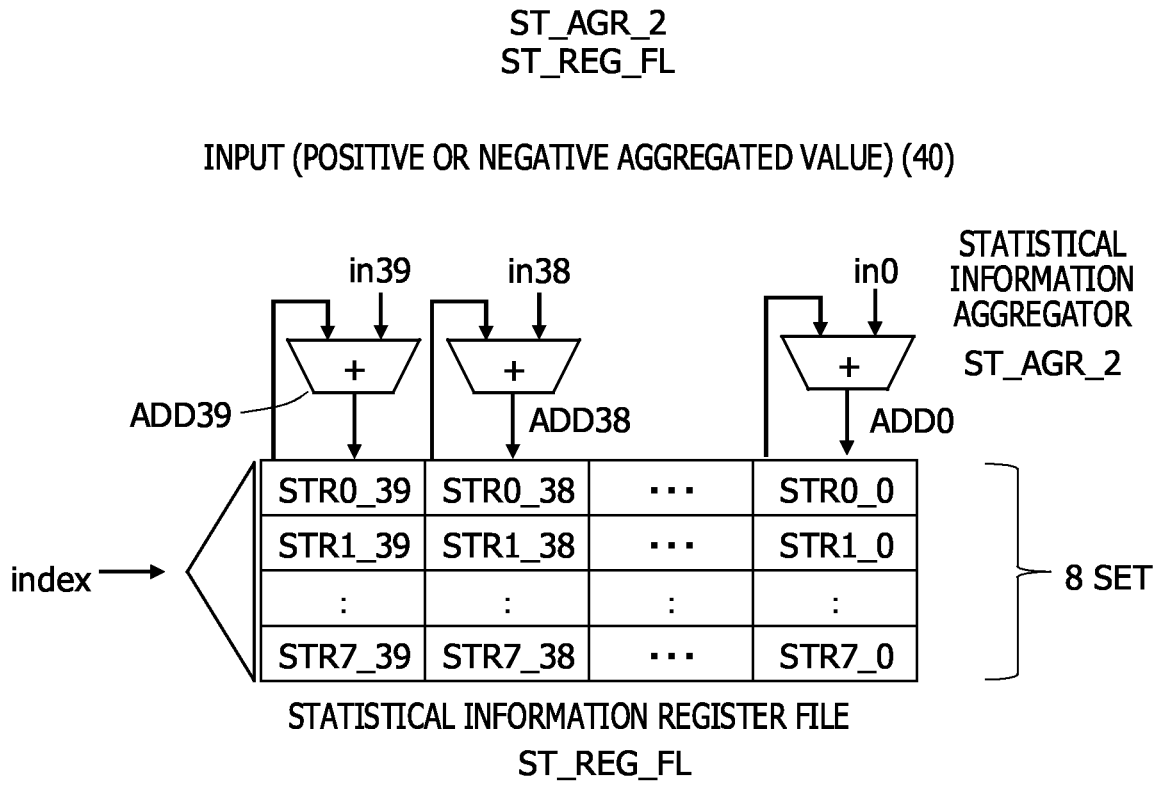 ST_AGR_2
ST_REG_FL
INPUT (POSITIVE OR NEGATIVE AGGREGATED VALUE) (40)
STATISTICAL
INFORMATION
AGGREGATOR
ST_AGR_2
in39 in38 in0
+ + +
ADD39 ADD38 ADD0
STR0_39 STR0_38 ... STR0_0
STR1_39 STR1_38 ... STR1_0
: : : :
STR7_39 STR7_38 ... STR7_0
index
8 SET
STATISTICAL INFORMATION REGISTER FILE
ST_REG_FL